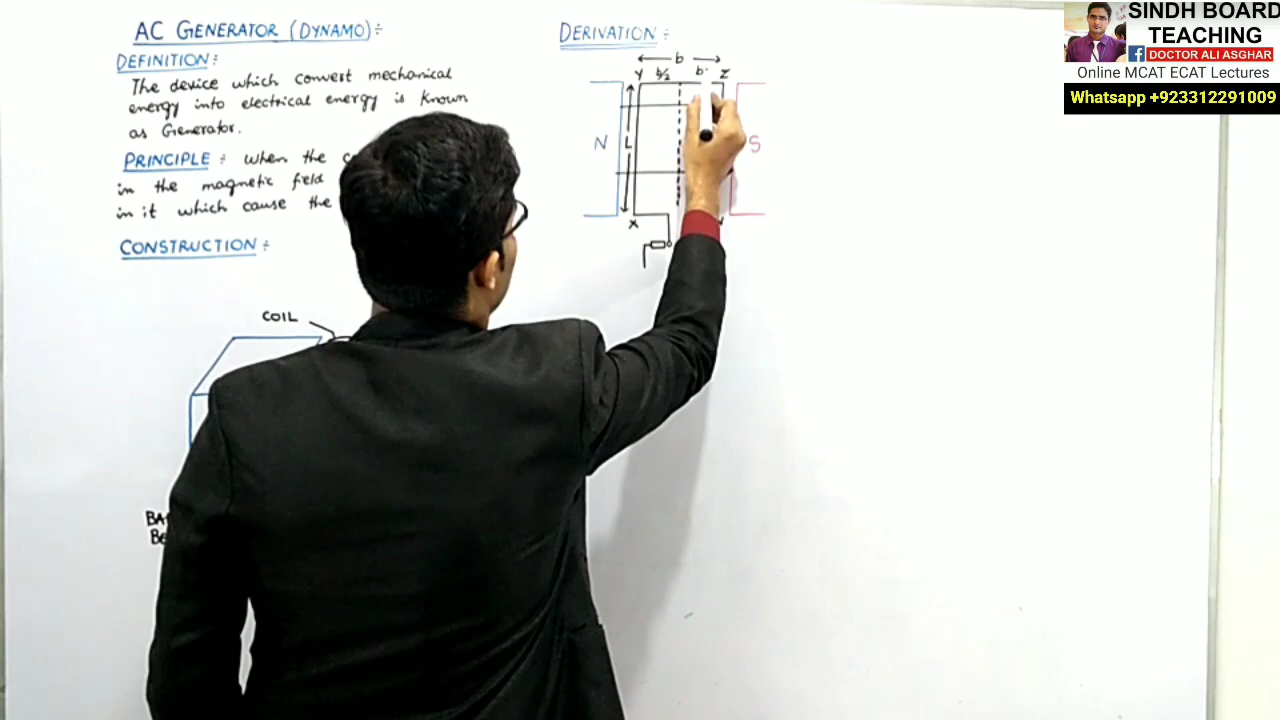 AC GENERATOR (DYNAMO):
DEFINITION:
The device which convert mechanical
energy into electrical energy is known
as Generator.
PRINCIPLE: when the
in the magnetic field
in it which cause the
CONSTRUCTION:
COIL
DERIVATION:
b
Y b/2 Z
N L S
X
SINDH BOARD
TEACHING
f DOCTOR ALI ASGHAR
Online MCAT ECAT Lectures
Whatsapp +923312291009